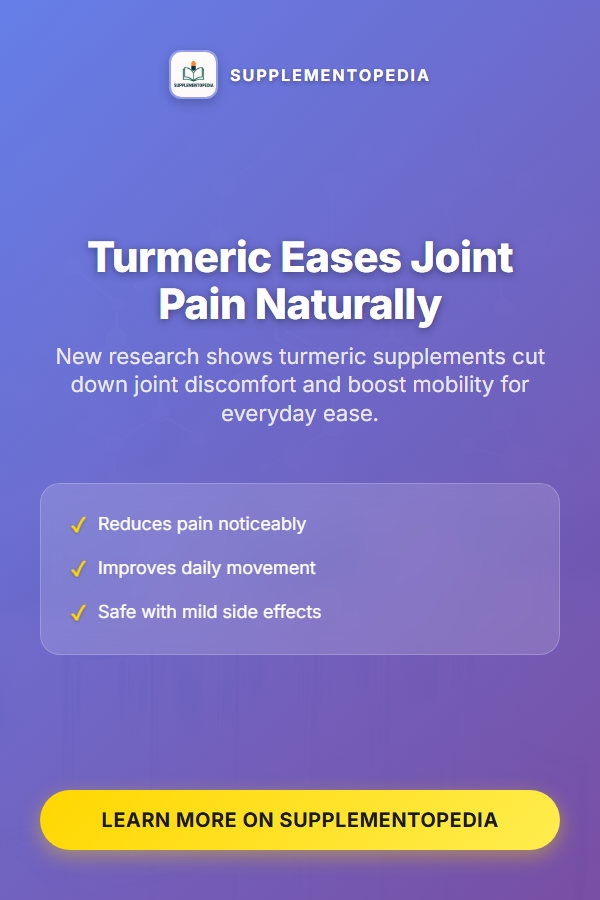 SUPPLEMENTOPEDIA
SUPPLEMENTOPEDIA
Turmeric Eases Joint
Pain Naturally
New research shows turmeric supplements cut
down joint discomfort and boost mobility for
everyday ease.
✓ Reduces pain noticeably
✓ Improves daily movement
✓ Safe with mild side effects
LEARN MORE ON SUPPLEMENTOPEDIA